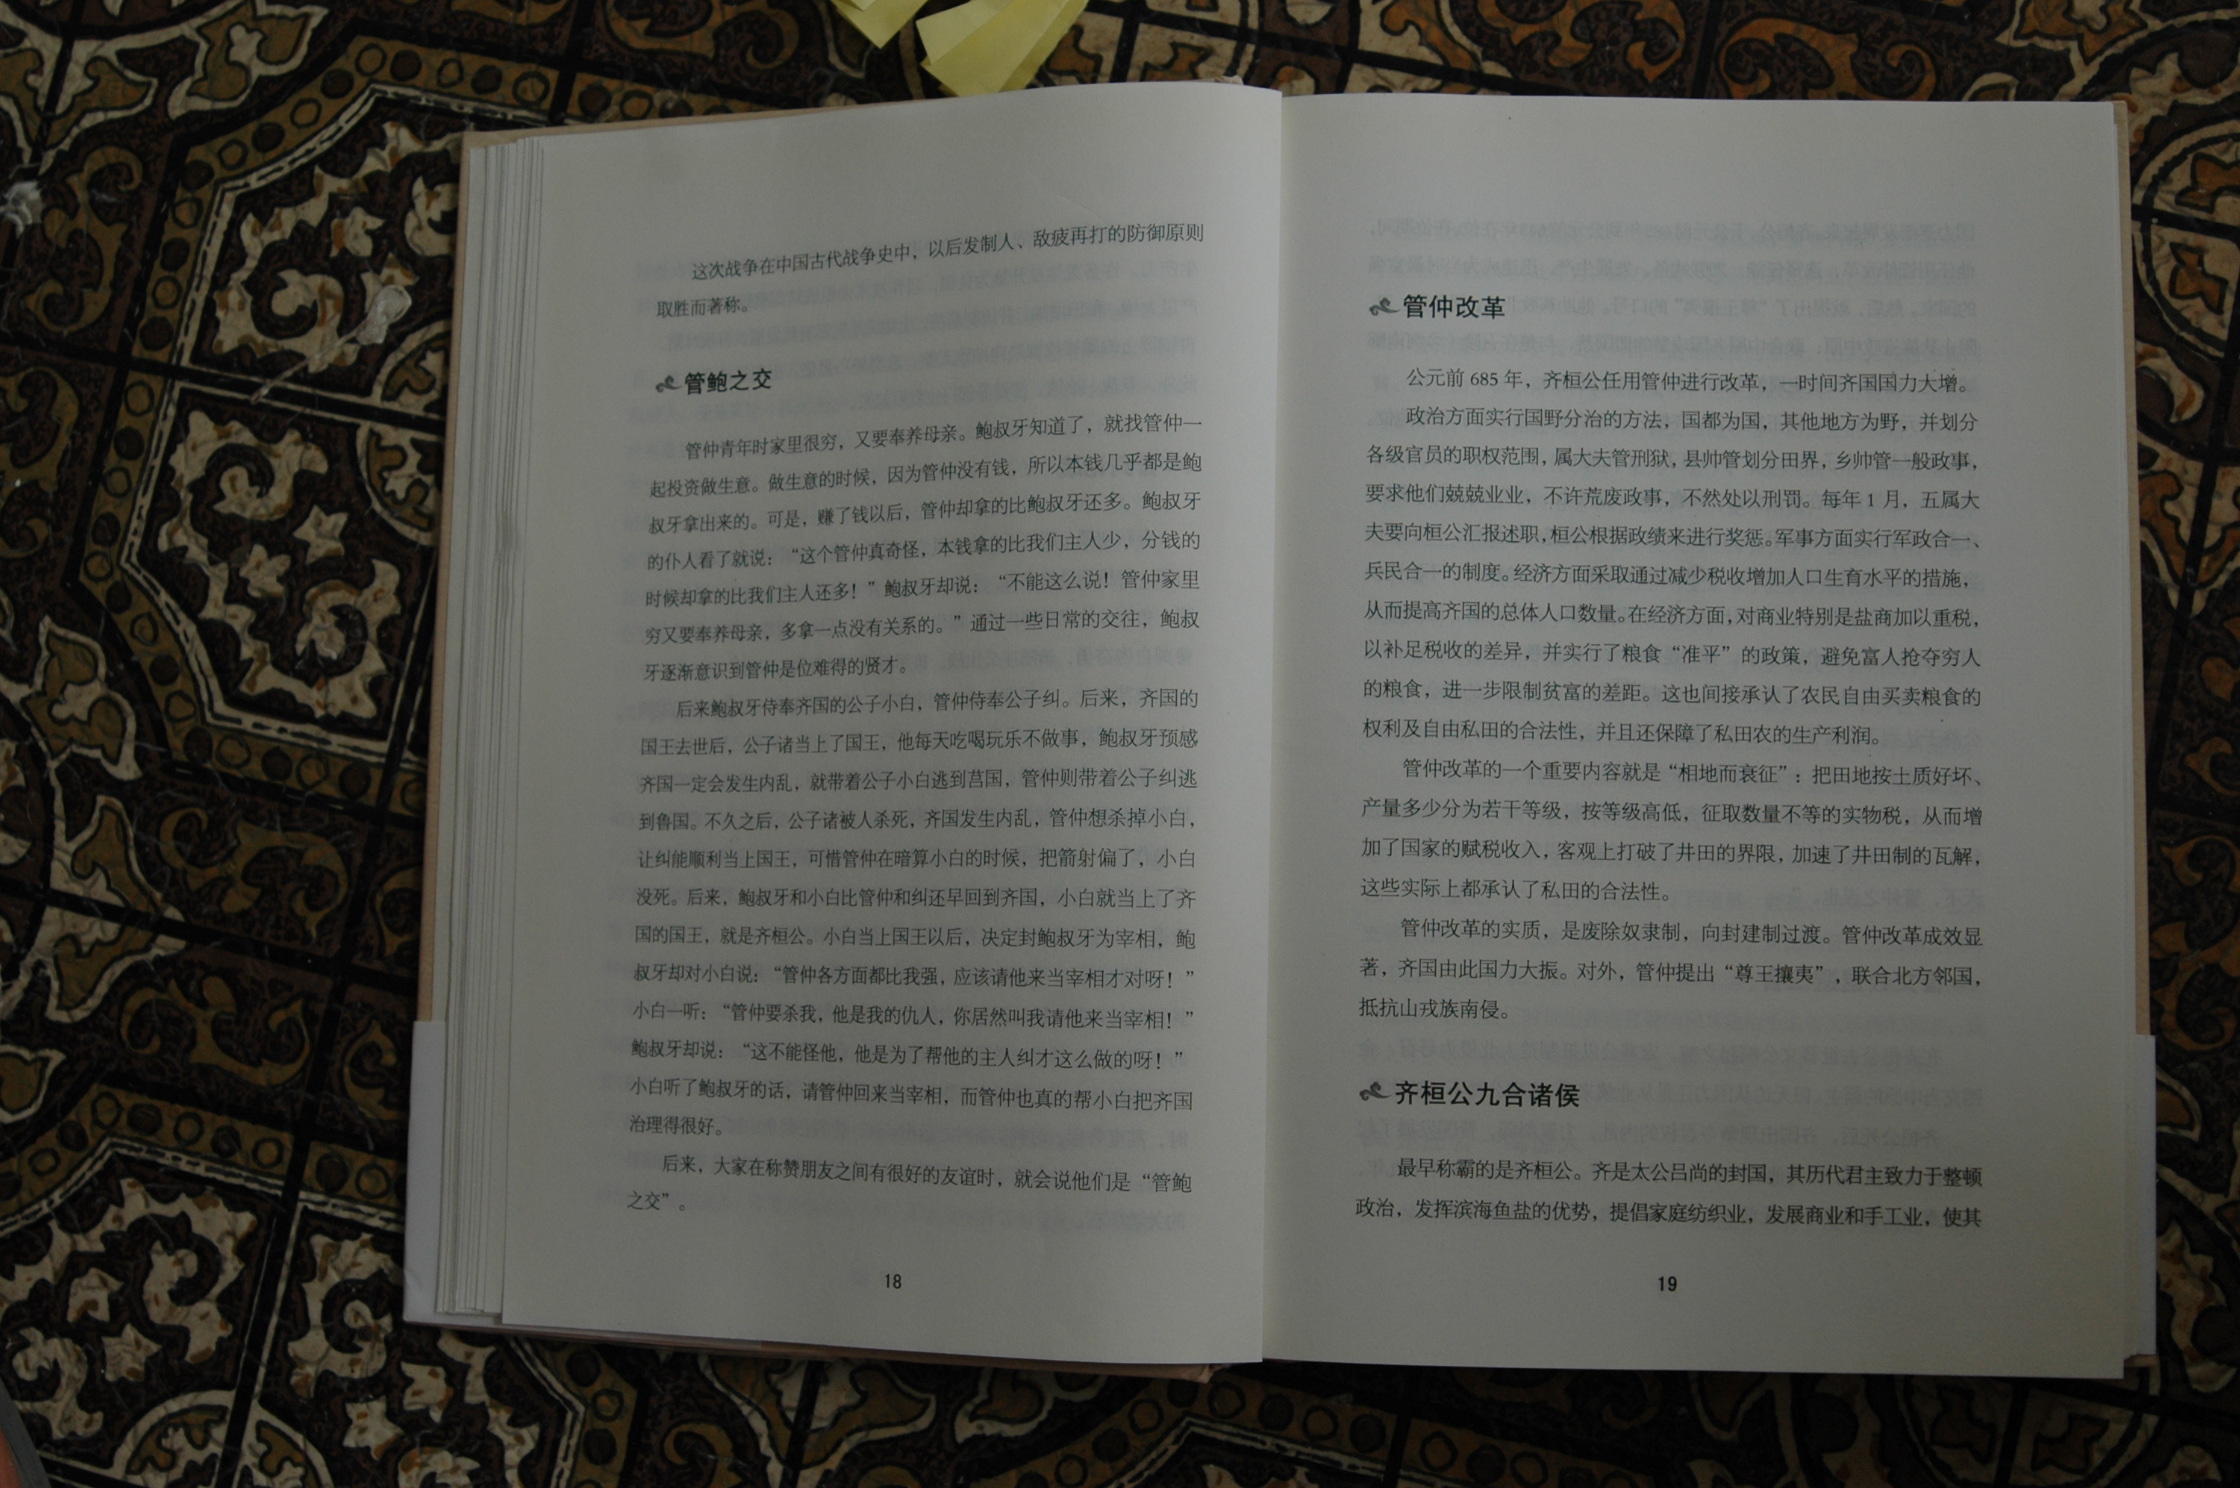 这次战争在中国古代战争史中，以后发制人、敌疲再打的防御原则
取胜而著称。
管鲍之交
管仲青年时家里很穷，又要奉养母亲。鲍叔牙知道了，就找管仲一
起投资做生意。做生意的时候，因为管仲没有钱，所以本钱几乎都是鲍
叔牙拿出来的。可是，赚了钱以后，管仲却拿的比鲍叔牙还多。鲍叔牙
的仆人看了就说：“这个管仲真奇怪，本钱拿的比我们主人少，分钱的
时候却拿的比我们主人还多！”鲍叔牙却说：“不能这么说！管仲家里
穷又要奉养母亲，多拿一点没有关系的。”通过一些日常的交往，鲍叔
牙逐渐意识到管仲是位难得的贤才。
后来鲍叔牙侍奉齐国的公子小白，管仲侍奉公子纠。后来，齐国的
国王去世后，公子诸当上了国王，他每天吃喝玩乐不做事，鲍叔牙预感
齐国一定会发生内乱，就带着公子小白逃到莒国，管仲则带着公子纠逃
到鲁国。不久之后，公子诸被人杀死，齐国发生内乱，管仲想杀掉小白，
让纠能顺利当上国王，可惜管仲在暗算小白的时候，把箭射偏了，小白
没死。后来，鲍叔牙和小白比管仲和纠还早回到齐国，小白就当上了齐
国的国王，就是齐桓公。小白当上国王以后，决定封鲍叔牙为宰相，鲍
叔牙却对小白说：“管仲各方面都比我强，应该请他来当宰相才对呀！”
小白一听：“管仲要杀我，他是我的仇人，你居然叫我请他来当宰相！”
鲍叔牙却说：“这不能怪他，他是为了帮他的主人纠才这么做的呀！”
小白听了鲍叔牙的话，请管仲回来当宰相，而管仲也真的帮小白把齐国
治理得很好。
后来，大家在称赞朋友之间有很好的友谊时，就会说他们是“管鲍
之交”。
18
管仲改革
公元前 685 年，齐桓公任用管仲进行改革，一时间齐国国力大增。
政治方面实行国野分治的方法，国都为国，其他地方为野，并划分
各级官员的职权范围，属大夫管刑狱，县帅管划分田界，乡帅管一般政事，
要求他们兢兢业业，不许荒废政事，不然处以刑罚。每年 1 月，五属大
夫要向桓公汇报述职，桓公根据政绩来进行奖惩。军事方面实行军政合一、
兵民合一的制度。经济方面采取通过减少税收增加人口生育水平的措施，
从而提高齐国的总体人口数量。在经济方面，对商业特别是盐商加以重税，
以补足税收的差异，并实行了粮食“准平”的政策，避免富人抢夺穷人
的粮食，进一步限制贫富的差距。这也间接承认了农民自由买卖粮食的
权利及自由私田的合法性，并且还保障了私田农的生产利润。
管仲改革的一个重要内容就是“相地而衰征”：把田地按土质好坏、
产量多少分为若干等级，按等级高低，征取数量不等的实物税，从而增
加了国家的赋税收入，客观上打破了井田的界限，加速了井田制的瓦解，
这些实际上都承认了私田的合法性。
管仲改革的实质，是废除奴隶制，向封建制过渡。管仲改革成效显
著，齐国由此国力大振。对外，管仲提出“尊王攘夷”，联合北方邻国，
抵抗山戎族南侵。
齐桓公九合诸侯
最早称霸的是齐桓公。齐是太公吕尚的封国，其历代君主致力于整顿
政治，发挥滨海鱼盐的优势，提倡家庭纺织业，发展商业和手工业，使其
19